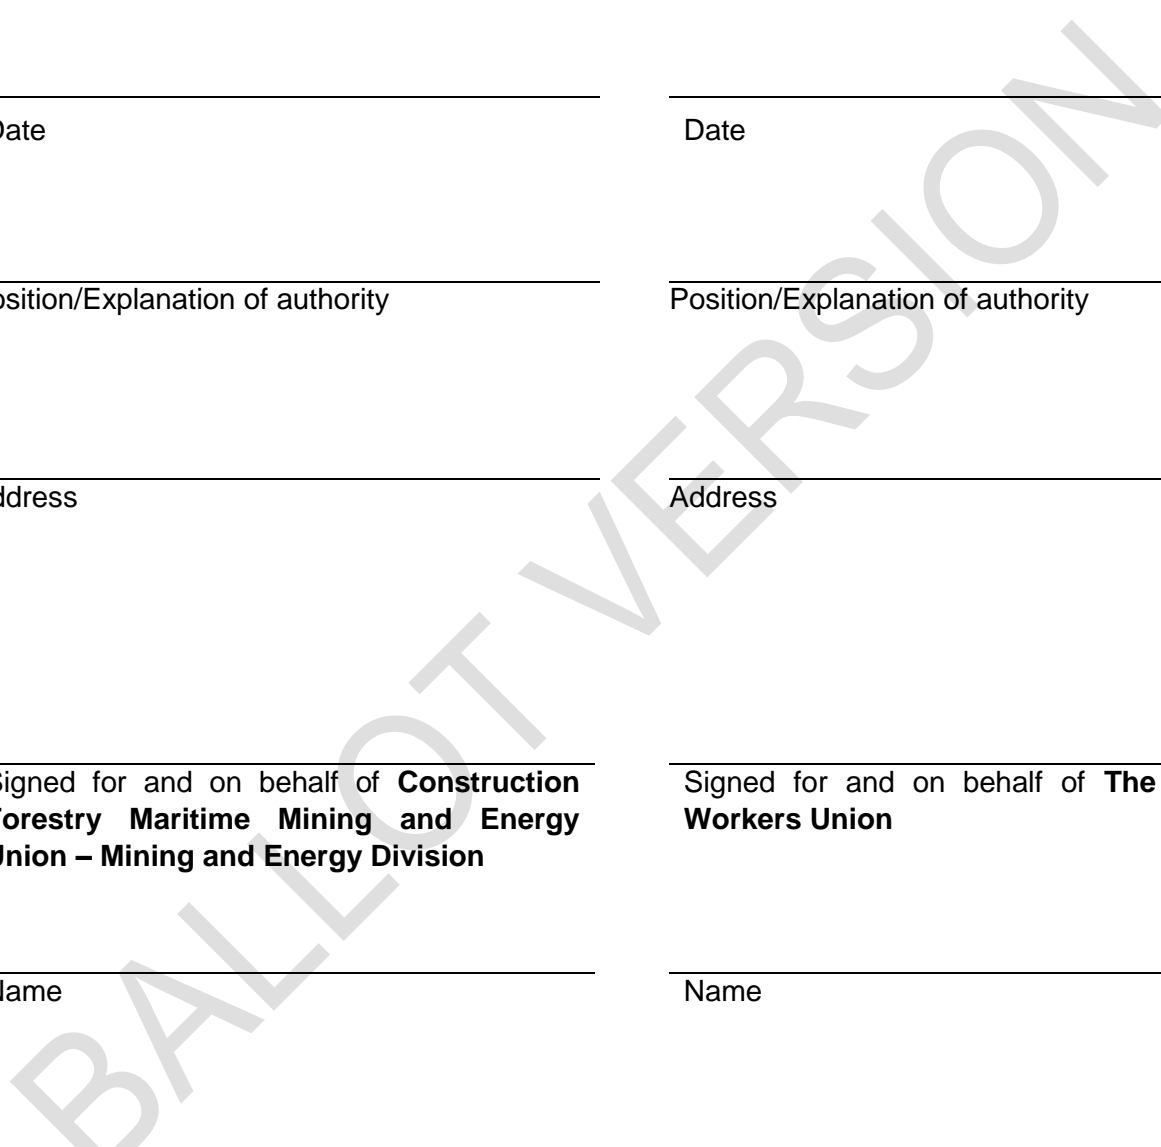 Date
Date
Position/Explanation of authority
Position/Explanation of authority
Address
Address
Signed for and on behalf of Construction
Forestry Maritime Mining and Energy
Union – Mining and Energy Division
Signed for and on behalf of The
Workers Union
Name
Name
BALLOT VERSION